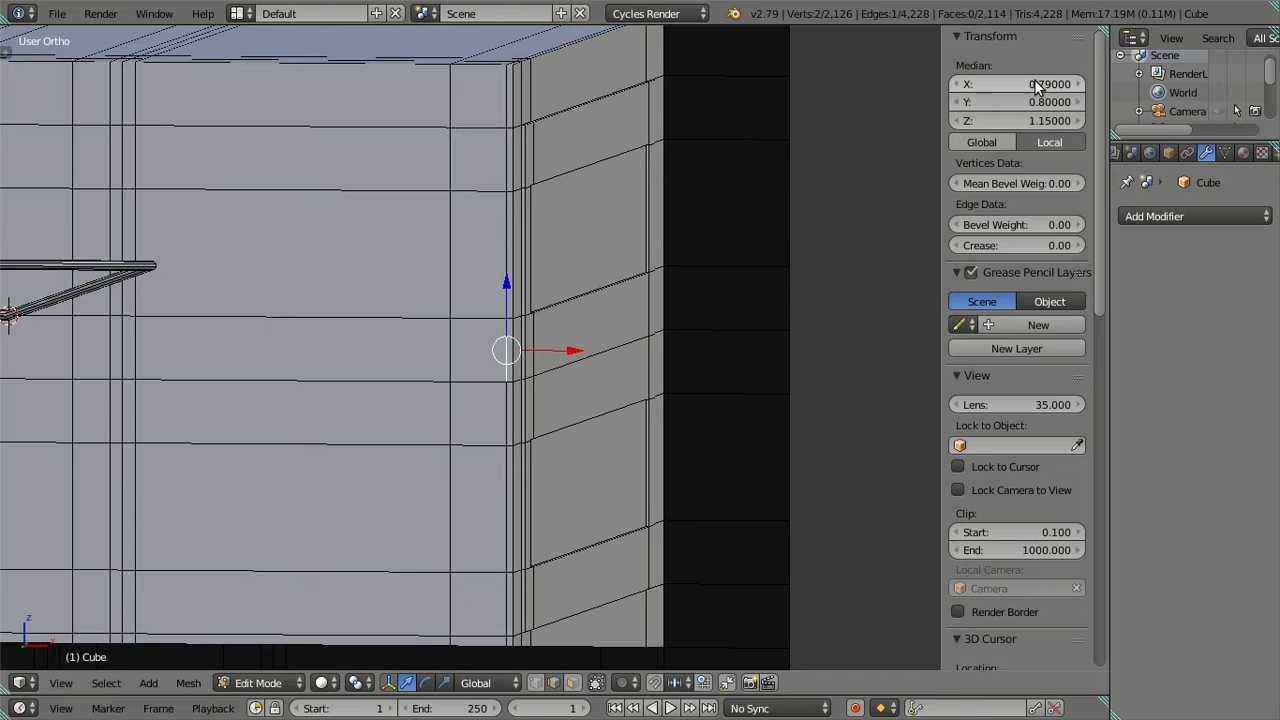 File Render Window Help Default Scene Cycles Render v2.79 | Verts:2/2,126 | Edges:1/4,228 | Faces:0/2,114 | Tris:4,228 | Mem:17.19M (0.11M) | Cube
User Ortho
Transform
View Search All Sc
Scene
Median:
RenderL
X: 0.79000
World
Y: 0.80000
Camera
Z: 1.15000
Global Local
Vertices Data:
Mean Bevel Weig: 0.00
Cube
Edge Data:
Add Modifier
Bevel Weight: 0.00
Crease: 0.00
Grease Pencil Layers
Scene Object
New
New Layer
View
Lens: 35.000
Lock to Object:
Lock to Cursor
Lock Camera to View
Clip:
Start: 0.100
End: 1000.000
Local Camera:
Camera
Render Border
3D Cursor
Location:
z
x
(1) Cube
View Select Add Mesh Edit Mode Global
View Marker Frame Playback Start: 1 End: 250 1 No Sync